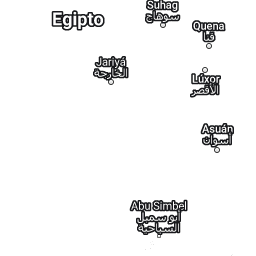 Suhag
سوهاج
Egipto
Quena
قنا
Jariyá
الخارجة
Lúxor
الأقصر
Asuán
أسوان
Abu Simbel
أبو سمبل
السياحية